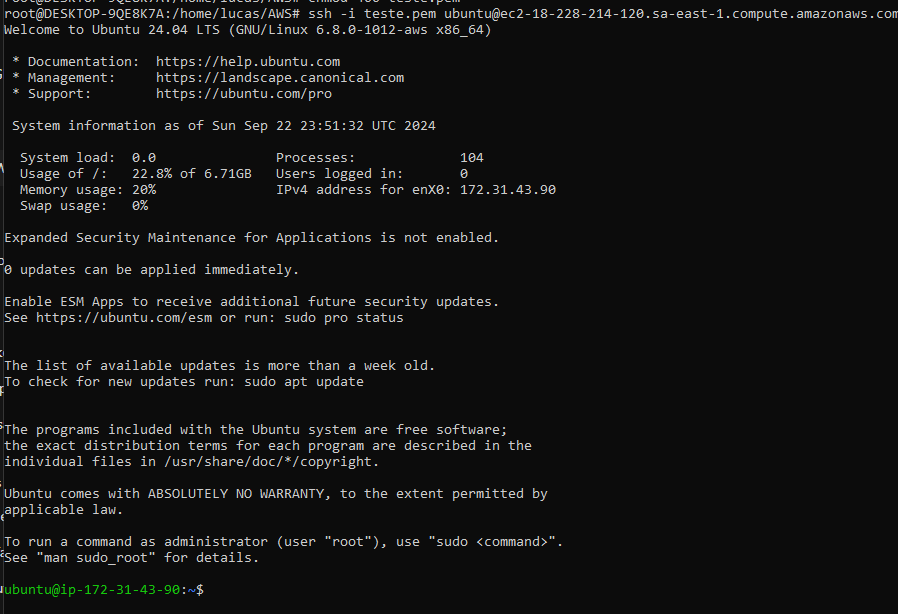 root@DESKTOP-9QE8K7A:/home/lucas/AWS# chmod 400 teste.pem
root@DESKTOP-9QE8K7A:/home/lucas/AWS# ssh -i teste.pem ubuntu@ec2-18-228-214-120.sa-east-1.compute.amazonaws.com
Welcome to Ubuntu 24.04 LTS (GNU/Linux 6.8.0-1012-aws x86_64)
* Documentation: https://help.ubuntu.com
* Management: https://landscape.canonical.com
* Support: https://ubuntu.com/pro
System information as of Sun Sep 22 23:51:32 UTC 2024
System load: 0.0 Processes: 104
Usage of /: 22.8% of 6.71GB Users logged in: 0
Memory usage: 20% IPv4 address for enX0: 172.31.43.90
Swap usage: 0%
Expanded Security Maintenance for Applications is not enabled.
0 updates can be applied immediately.
Enable ESM Apps to receive additional future security updates.
See https://ubuntu.com/esm or run: sudo pro status
The list of available updates is more than a week old.
To check for new updates run: sudo apt update
The programs included with the Ubuntu system are free software;
the exact distribution terms for each program are described in the
individual files in /usr/share/doc/*/copyright.
Ubuntu comes with ABSOLUTELY NO WARRANTY, to the extent permitted by
applicable law.
To run a command as administrator (user "root"), use "sudo <command>".
See "man sudo_root" for details.
ubuntu@ip-172-31-43-90:~$